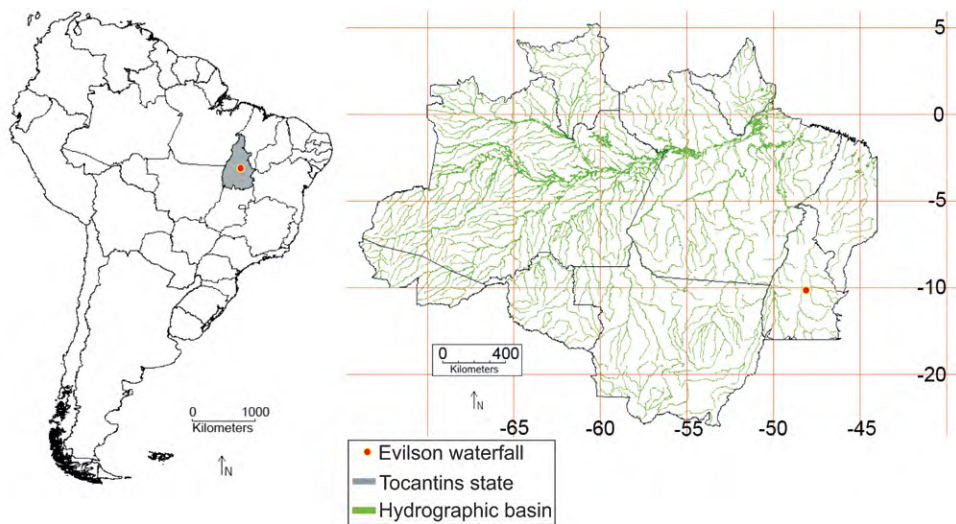 5
0
-5
-10
-20
-65 -60 -55 -50 -45
0 400
Kilometers
N
0 1000
Kilometers
N
Evilson waterfall
Tocantins state
Hydrographic basin